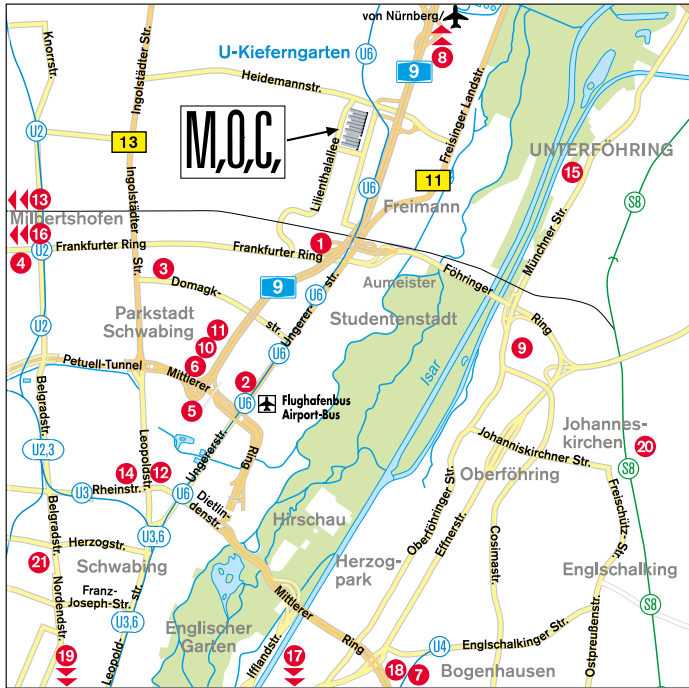 von Nürnberg/
U-Kieferngarten
U6
9
8
Knorrstr.
Ingolstädter Str.
13
Heidemannstr.
Freisinger Landstr.
U2
M,O,C,
Lilienthalallee
U6
11
UNTERFÖHRING
15
S8
13
Milbertshofen
16
U2
4
Frankfurter Ring
Ingolstädter Str.
Frankfurter Ring
1
Freimann
Münchner Str.
3
Domagk-
str.
9
U6
Ungerer-
str.
Aumeister
Föhringer
Ring
Studentenstadt
Isar
U2
Parkstadt
Schwabing
11
10
6
5
U6
9
Petuell-Tunnel
Mittlerer
Ring
2
U6
Flughafenbus
Airport-Bus
Belgradstr.
U2,3
Leopoldstr.
Ungererstr.
Johannes-
kirchen
20
Johanniskirchner Str.
S8
Oberföhring
14
12
U3
Rheinstr.
U6
Dietlin-
denstr.
Hirschau
Oberföhringer Str.
Effnerstr.
Cosimastr.
Freischütz-
Str.
Belgradstr.
U3,6
Herzogstr.
21
Schwabing
Herzog-
park
Englschalking
Nordendstr.
Franz-
Joseph-Str.
U3,6
Leopold-
str.
Englischer
Garten
Mittlerer
Ring
Ifflandstr.
S8
U4
Englschalkinger Str.
Ostpreußenstr.
19
17
18
7
Bogenhausen